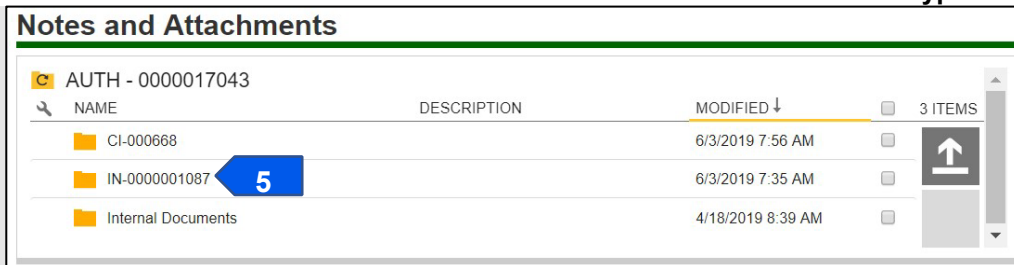 Notes and Attachments
AUTH - 0000017043
NAME DESCRIPTION MODIFIED↓ 3 ITEMS
CI-000668 6/3/2019 7:56 AM
IN-0000001087 5 6/3/2019 7:35 AM
Internal Documents 4/18/2019 8:39 AM